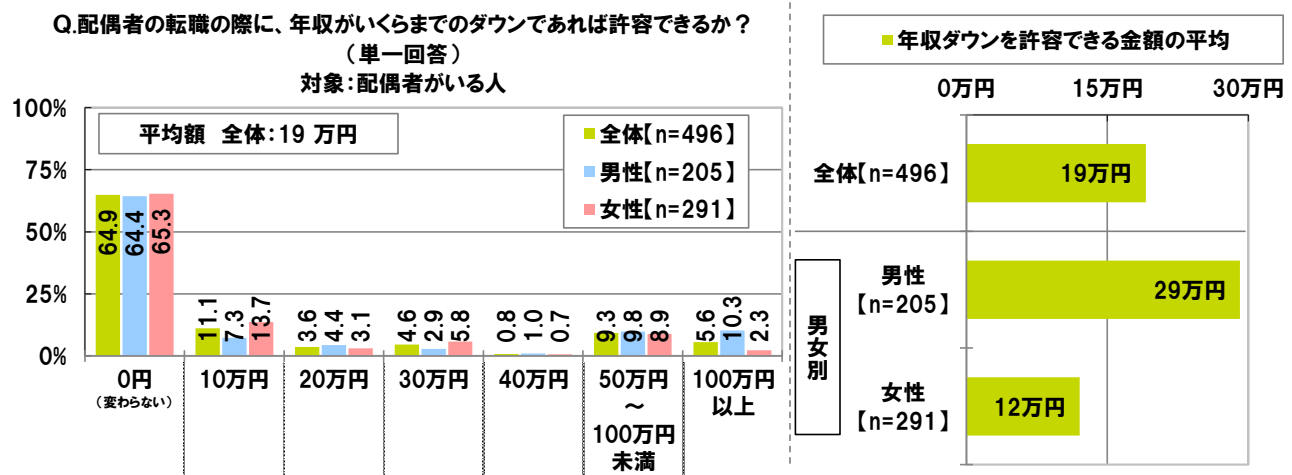 Q.配偶者の転職の際に、年収がいくらまでのダウンであれば許容できるか？
（単一回答）
対象：配偶者がいる人
平均額　全体：19 万円
全体【n=496】
男性【n=205】
女性【n=291】
100%
75%
50%
25%
0%
64.9
64.4
65.3
11.1
7.3
13.7
3.6
4.4
3.1
4.6
2.9
5.8
0.8
1.0
0.7
9.3
9.8
8.9
5.6
10.3
2.3
0円
（変わらない）
10万円
20万円
30万円
40万円
50万円
～
100万円
未満
100万円
以上
年収ダウンを許容できる金額の平均
0万円
15万円
30万円
全体【n=496】
19万円
男女別
男性
【n=205】
29万円
女性
【n=291】
12万円